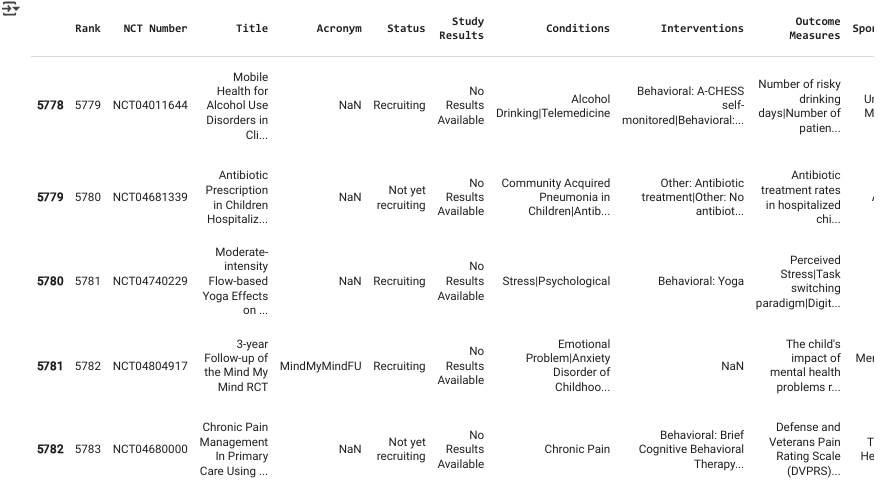 Rank NCT Number Title Acronym Status Study Results Conditions Interventions Outcome Measures
5778 5779 NCT04011644 Mobile Health for Alcohol Use Disorders in Cli... NaN Recruiting No Results Available Alcohol Drinking|Telemedicine Behavioral: A-CHESS self-monitored|Behavioral:... Number of risky drinking days|Number of patien...
5779 5780 NCT04681339 Antibiotic Prescription in Children Hospitaliz... NaN Not yet recruiting No Results Available Community Acquired Pneumonia in Children|Antib... Other: Antibiotic treatment|Other: No antibiot... Antibiotic treatment rates in hospitalized chi...
5780 5781 NCT04740229 Moderate-intensity Flow-based Yoga Effects on ... NaN Recruiting No Results Available Stress|Psychological Behavioral: Yoga Perceived Stress|Task switching paradigm|Digit...
5781 5782 NCT04804917 3-year Follow-up of the Mind My Mind RCT MindMyMindFU Recruiting No Results Available Emotional Problem|Anxiety Disorder of Childhoo... NaN The child's impact of mental health problems r...
5782 5783 NCT04680000 Chronic Pain Management In Primary Care Using ... NaN Not yet recruiting No Results Available Chronic Pain Behavioral: Brief Cognitive Behavioral Therapy... Defense and Veterans Pain Rating Scale (DVPRS)...